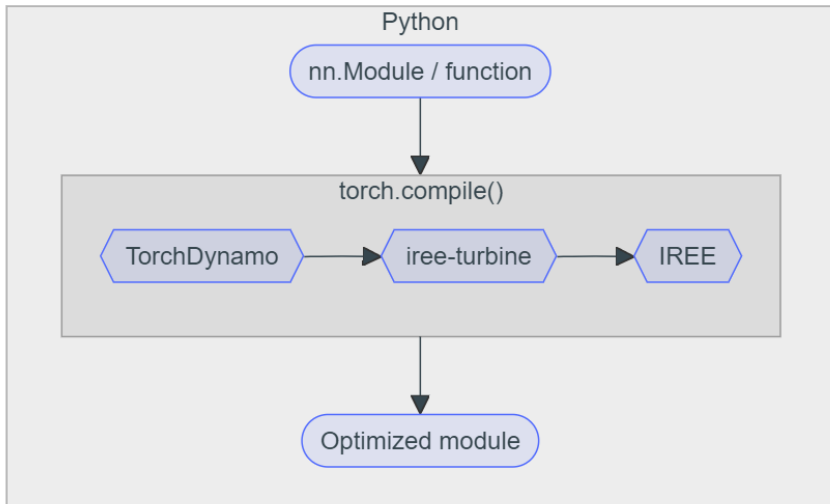 Python
nn.Module / function
torch.compile()
TorchDynamo
iree-turbine
IREE
Optimized module